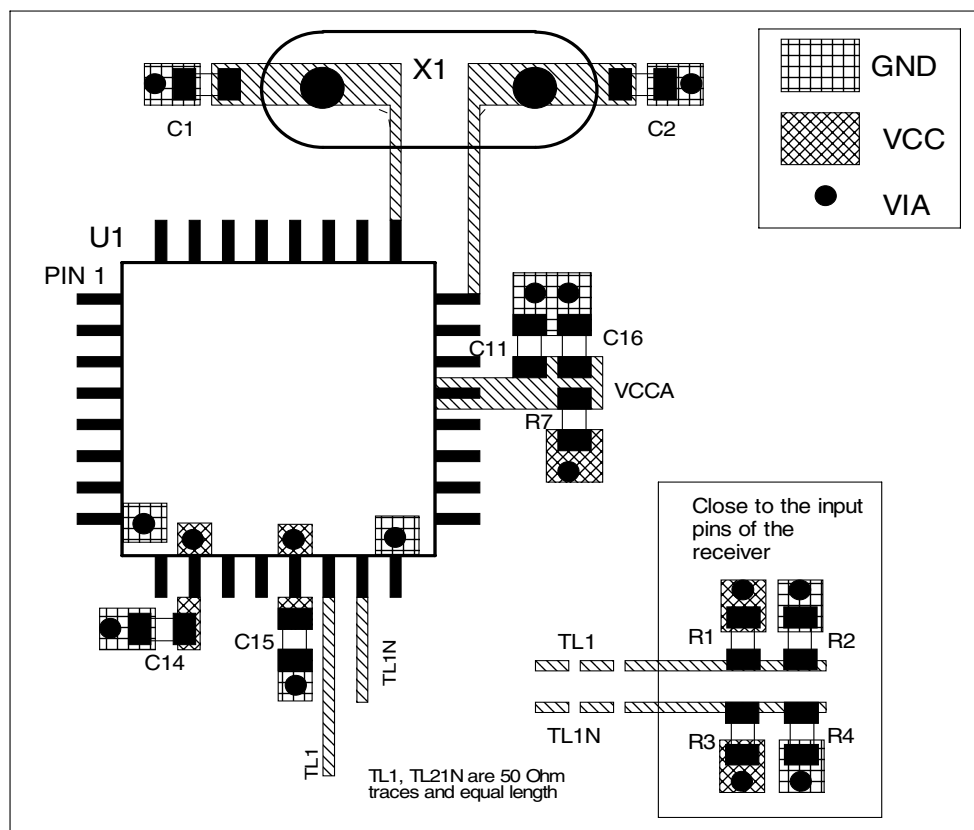 X1
C1
C2
GND
VCC
VIA
U1
PIN 1
C11
C16
VCCA
R7
Close to the input
pins of the
receiver
R1
R2
TL1
TL1N
R3
R4
C14
C15
TL1
TL1N
TL1, TL21N are 50 Ohm
traces and equal length